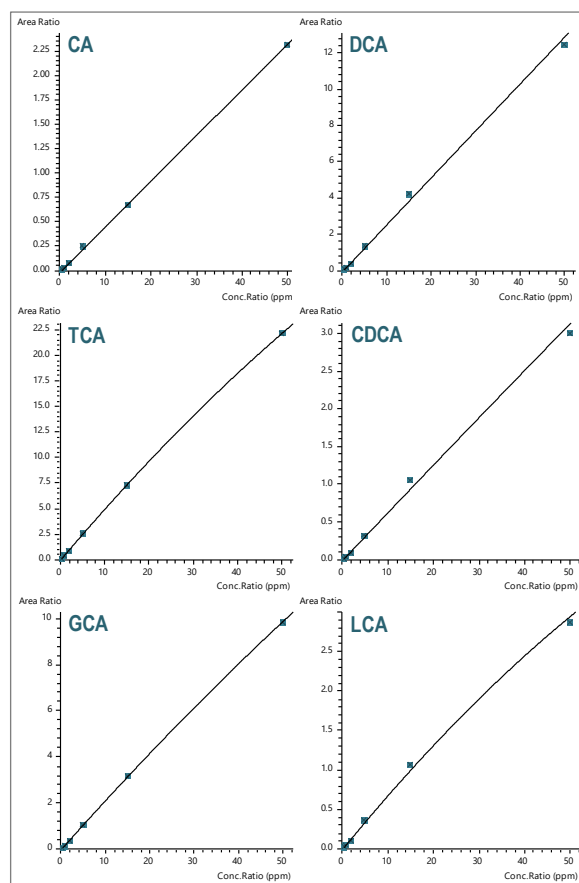 Area Ratio
CA
2.25
2.00
1.75
1.50
1.25
1.00
0.75
0.50
0.25
0.00
0 10 20 30 40 50
Conc.Ratio (ppm)
Area Ratio
DCA
12
10
8
6
4
2
0
0 10 20 30 40 50
Conc.Ratio (ppm)
Area Ratio
TCA
22.5
20.0
17.5
15.0
12.5
10.0
7.5
5.0
2.5
0.0
0 10 20 30 40 50
Conc.Ratio (ppm)
Area Ratio
CDCA
3.0
2.5
2.0
1.5
1.0
0.5
0.0
0 10 20 30 40 50
Conc.Ratio (ppm)
Area Ratio
GCA
10
8
6
4
2
0
0 10 20 30 40 50
Conc.Ratio (ppm)
Area Ratio
LCA
2.5
2.0
1.5
1.0
0.5
0.0
0 10 20 30 40 50
Conc.Ratio (ppm)